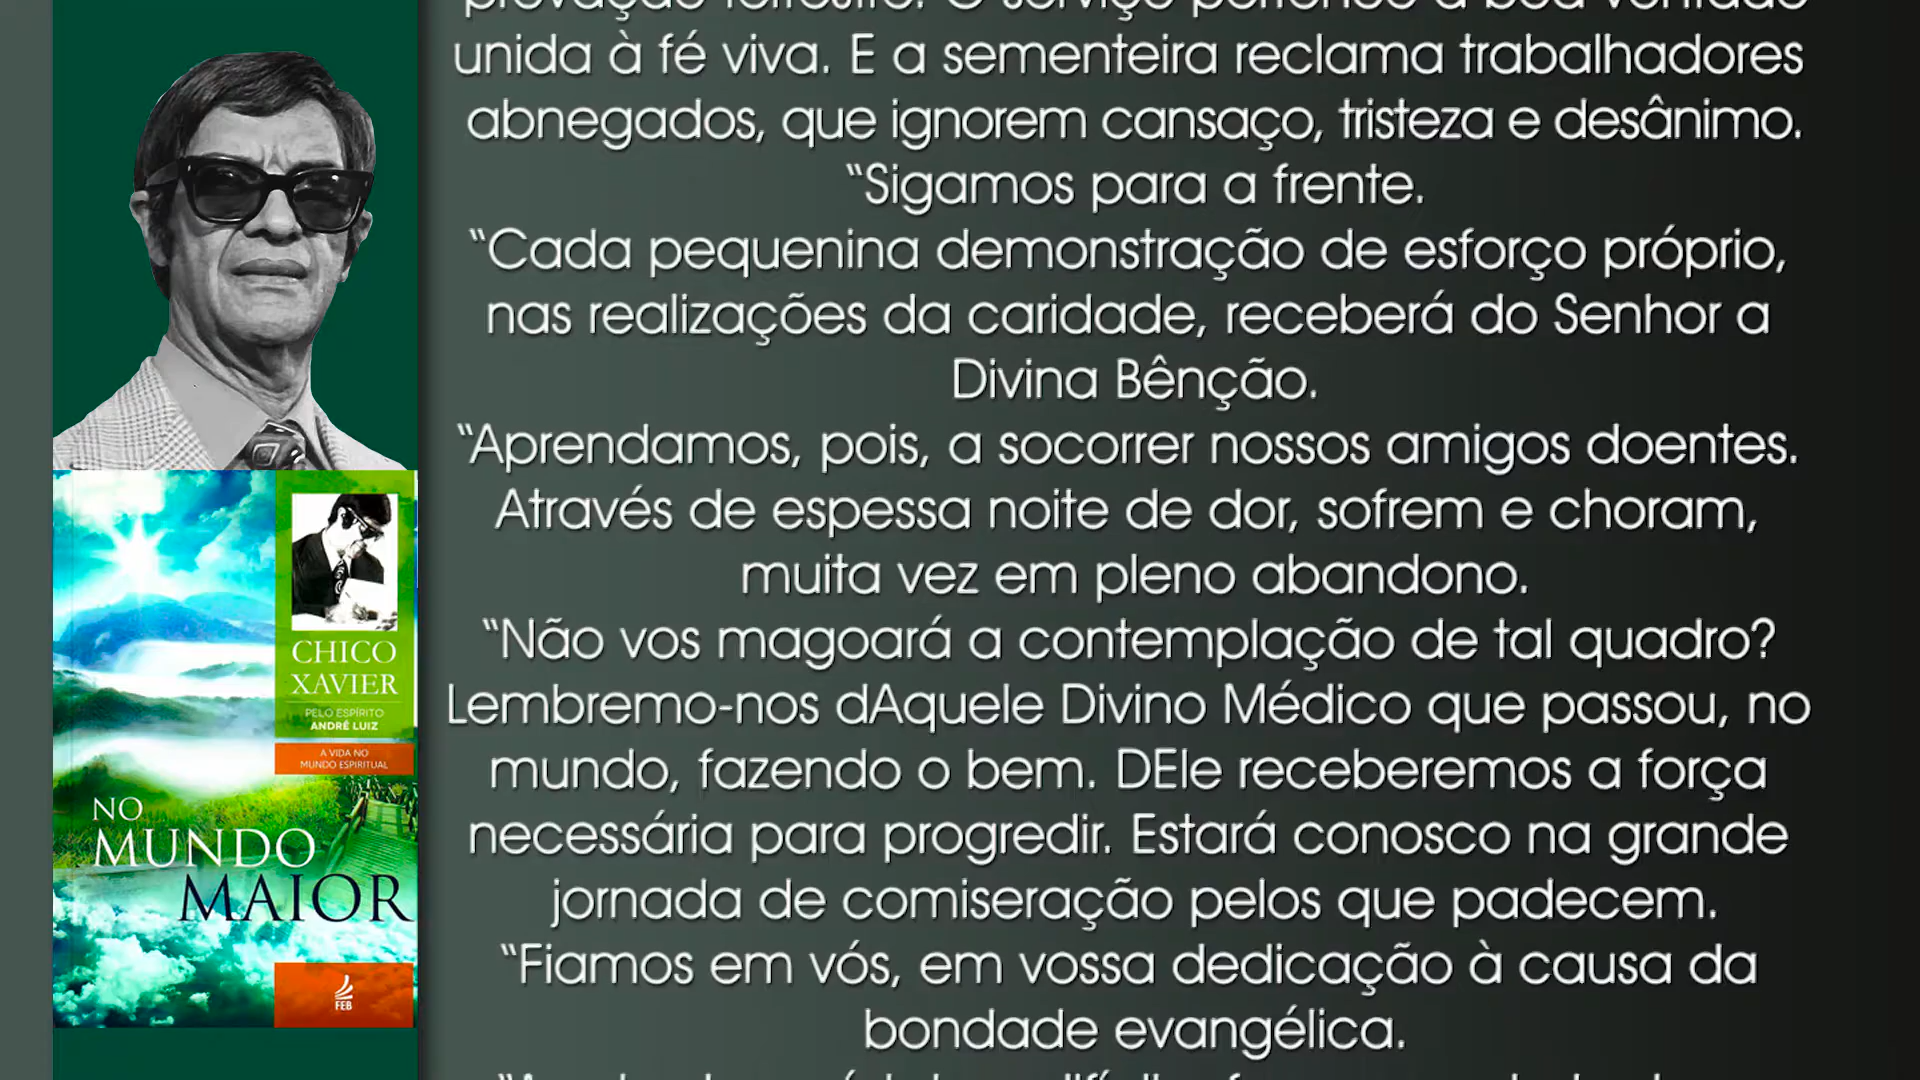 unida à fé viva. E a sementeira reclama trabalhadores
abnegados, que ignorem cansaço, tristeza e desânimo.
“Sigamos para a frente.
“Cada pequenina demonstração de esforço próprio,
nas realizações da caridade, receberá do Senhor a
Divina Bênção.
“Aprendamos, pois, a socorrer nossos amigos doentes.
Através de espessa noite de dor, sofrem e choram,
muita vez em pleno abandono.
“Não vos magoará a contemplação de tal quadro?
Lembremo-nos dAquele Divino Médico que passou, no
mundo, fazendo o bem. DEle receberemos a força
necessária para progredir. Estará conosco na grande
jornada de comiseração pelos que padecem.
“Fiamos em vós, em vossa dedicação à causa da
bondade evangélica.
CHICO
XAVIER
PELO ESPÍRITO
ANDRÉ LUIZ
A VIDA NO
MUNDO ESPIRITUAL
NO
MUNDO
MAIOR
FEB